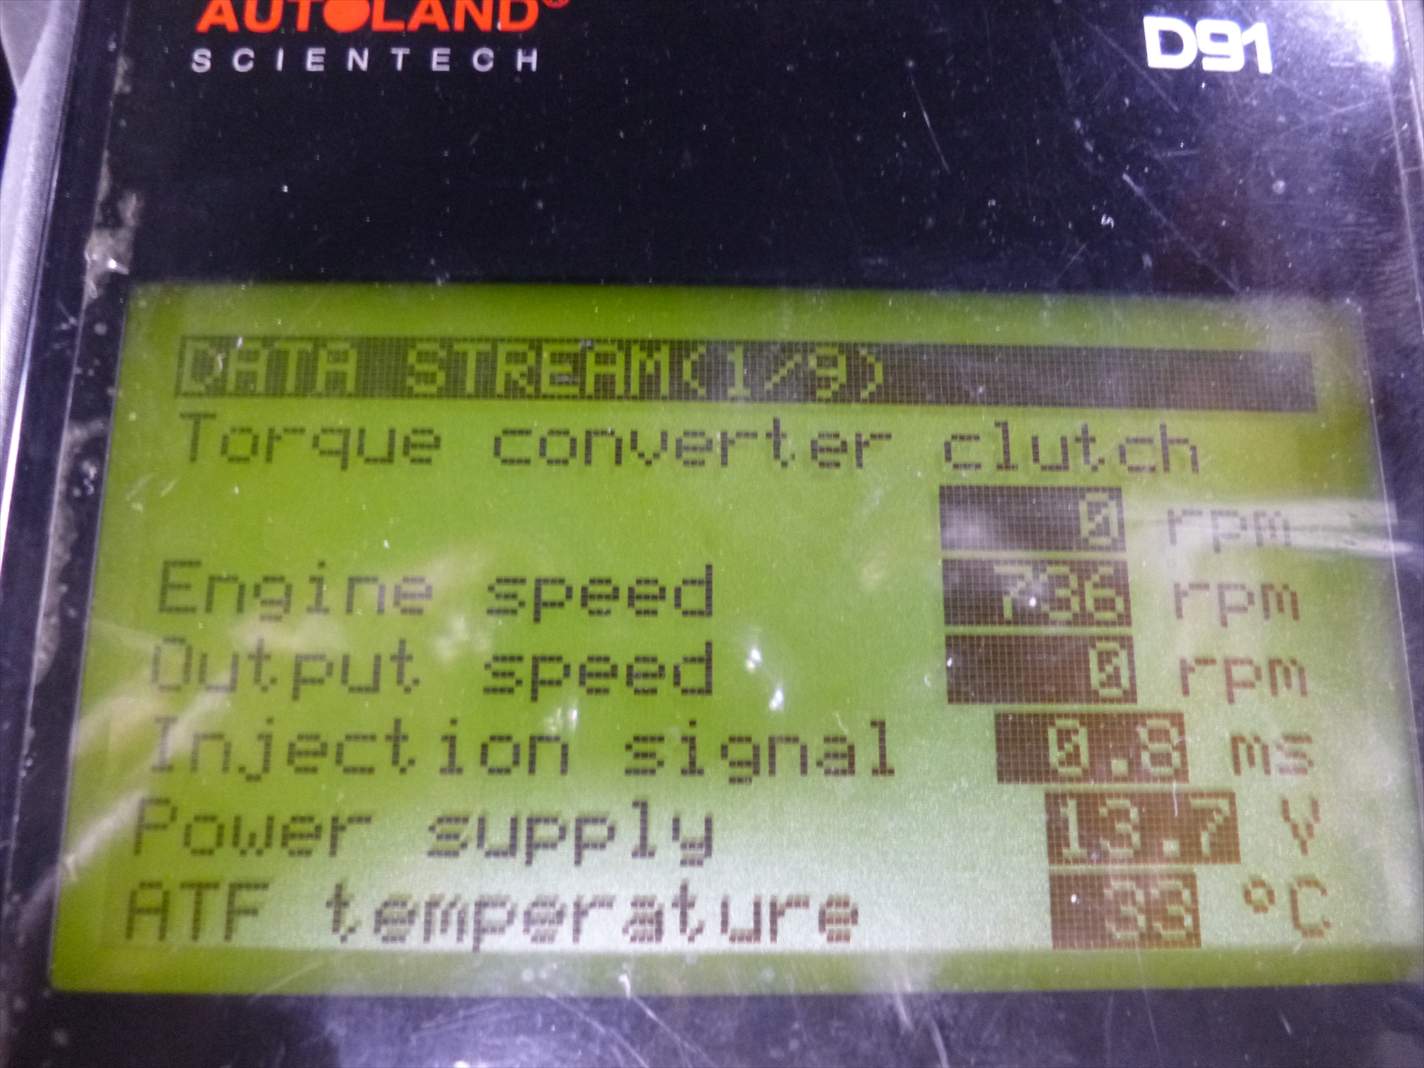 AUTOLAND®
SCIENTECH
D91
DATA STREAM(1/9)
Torque converter clutch
0 rpm
Engine speed 736 rpm
Output speed 0 rpm
Injection signal 0.8 ms
Power supply 13.7 V
ATF temperature 33 °C